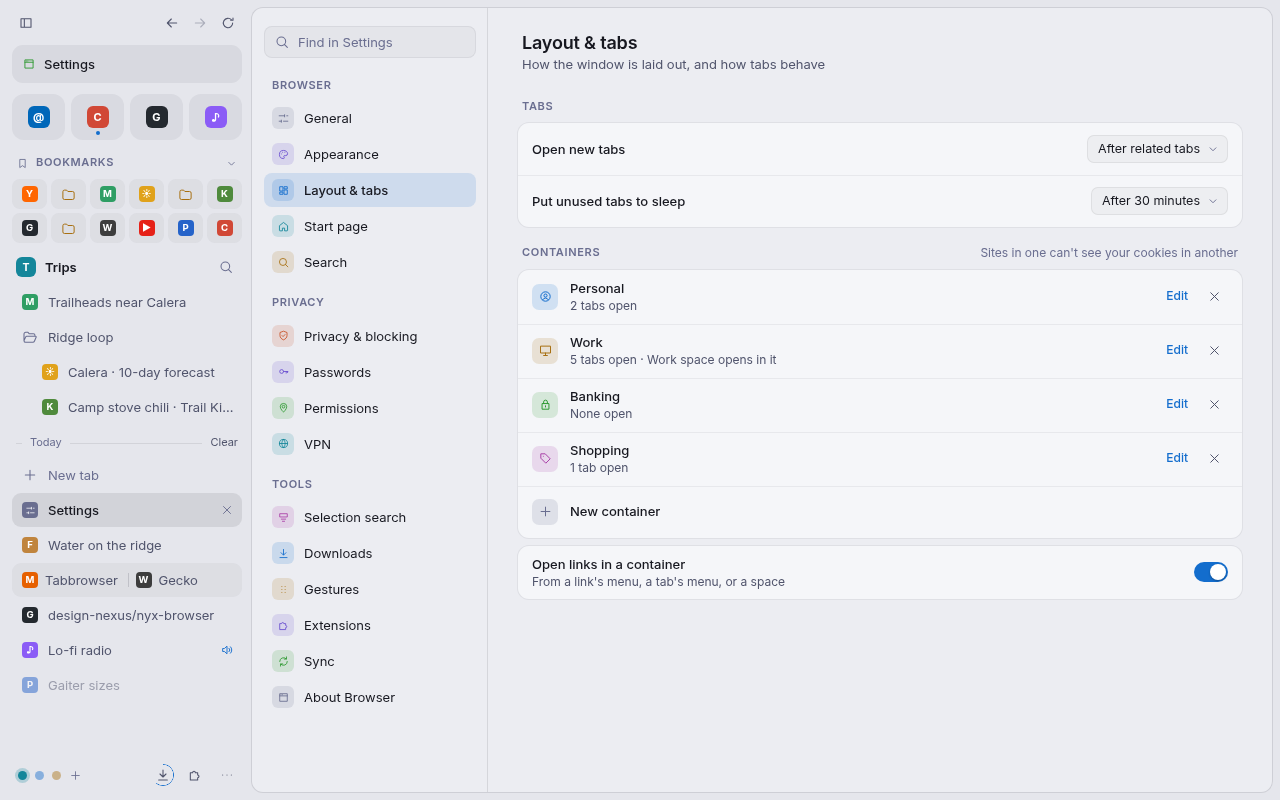 Settings
@
C
G
BOOKMARKS
Y
M
K
G
W
P
C
T
Trips
M
Trailheads near Calera
Ridge loop
Calera · 10-day forecast
K
Camp stove chili · Trail Ki...
Today
Clear
New tab
Settings
F
Water on the ridge
M
Tabbrowser
W
Gecko
G
design-nexus/nyx-browser
Lo-fi radio
P
Gaiter sizes
Find in Settings
BROWSER
General
Appearance
Layout & tabs
Start page
Search
PRIVACY
Privacy & blocking
Passwords
Permissions
VPN
TOOLS
Selection search
Downloads
Gestures
Extensions
Sync
About Browser
Layout & tabs
How the window is laid out, and how tabs behave
TABS
Open new tabs
After related tabs
Put unused tabs to sleep
After 30 minutes
CONTAINERS
Sites in one can't see your cookies in another
Personal
2 tabs open
Edit
Work
5 tabs open · Work space opens in it
Edit
Banking
None open
Edit
Shopping
1 tab open
Edit
New container
Open links in a container
From a link's menu, a tab's menu, or a space